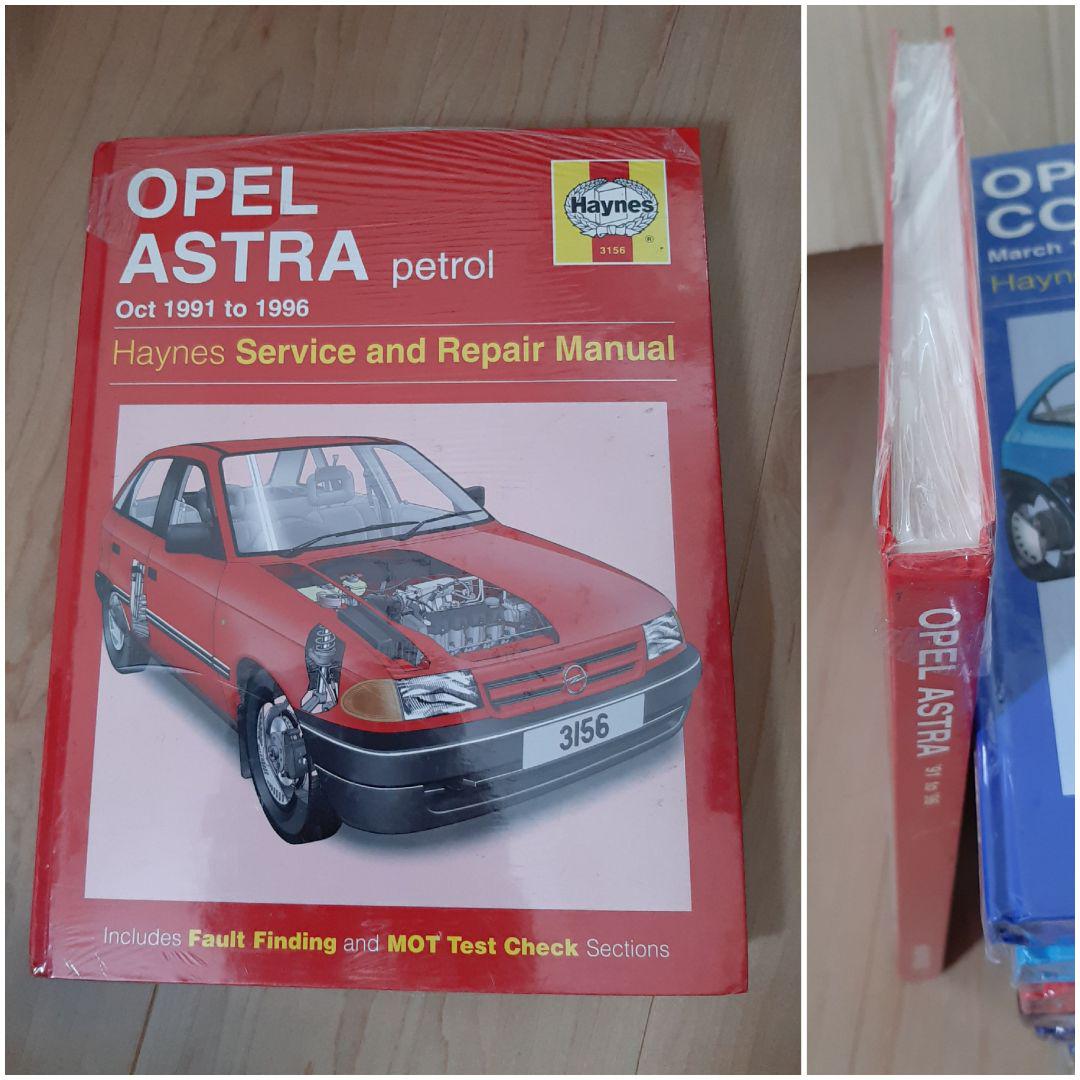 OPEL
ASTRA petrol
Oct 1991 to 1996
Haynes
®
3156
Haynes Service and Repair Manual
3156
Includes Fault Finding and MOT Test Check Sections
OPEL ASTRA '91 to '96
OP
CO
March 1
Hayn